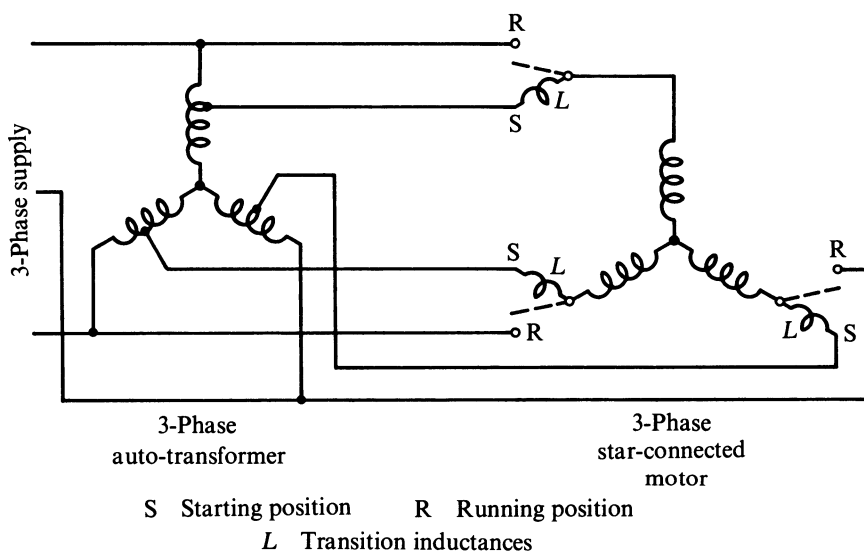 R
L
S
3-Phase supply
S
L
R
R
L
S
3-Phase
auto-transformer
3-Phase
star-connected
motor
S Starting position R Running position
L Transition inductances